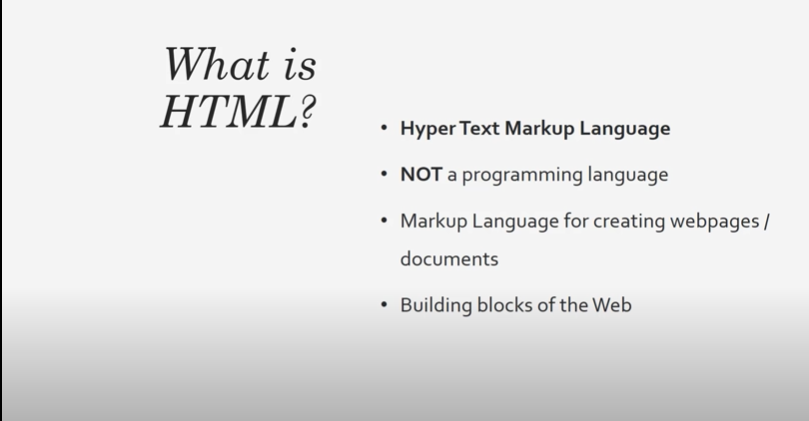 What is
HTML?
• Hyper Text Markup Language
• NOT a programming language
• Markup Language for creating webpages /
documents
• Building blocks of the Web